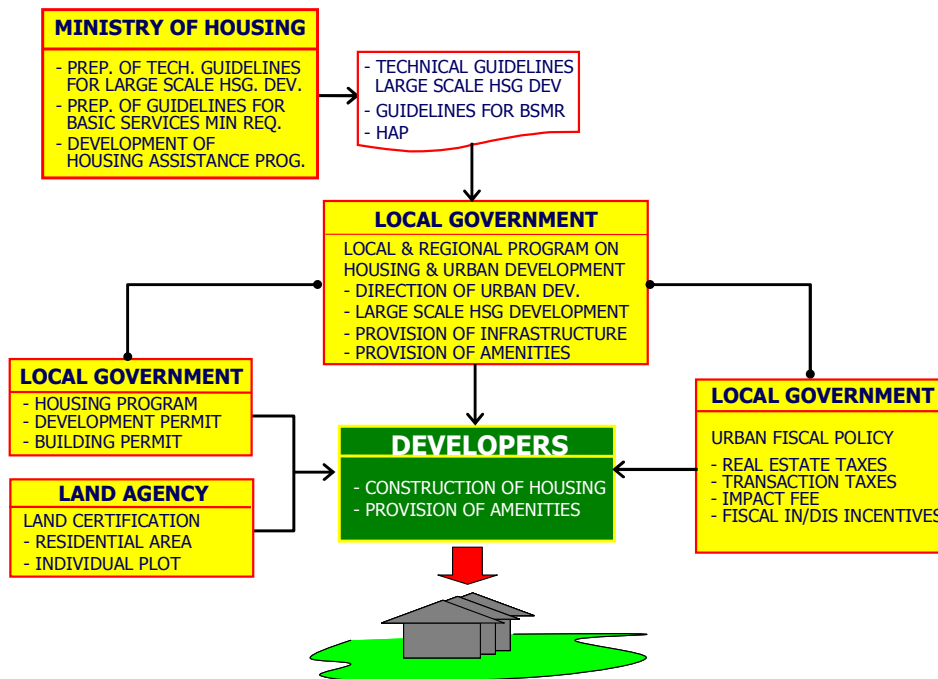 MINISTRY OF HOUSING
- PREP. OF TECH. GUIDELINES
FOR LARGE SCALE HSG. DEV.
- PREP. OF GUIDELINES FOR
BASIC SERVICES MIN REQ.
- DEVELOPMENT OF
HOUSING ASSISTANCE PROG.
- TECHNICAL GUIDELINES
LARGE SCALE HSG DEV
- GUIDELINES FOR BSMR
- HAP
LOCAL GOVERNMENT
LOCAL & REGIONAL PROGRAM ON
HOUSING & URBAN DEVELOPMENT
- DIRECTION OF URBAN DEV.
- LARGE SCALE HSG DEVELOPMENT
- PROVISION OF INFRASTRUCTURE
- PROVISION OF AMENITIES
LOCAL GOVERNMENT
- HOUSING PROGRAM
- DEVELOPMENT PERMIT
- BUILDING PERMIT
LAND AGENCY
LAND CERTIFICATION
- RESIDENTIAL AREA
- INDIVIDUAL PLOT
DEVELOPERS
- CONSTRUCTION OF HOUSING
- PROVISION OF AMENITIES
LOCAL GOVERNMENT
URBAN FISCAL POLICY
- REAL ESTATE TAXES
- TRANSACTION TAXES
- IMPACT FEE
- FISCAL IN/DIS INCENTIVES